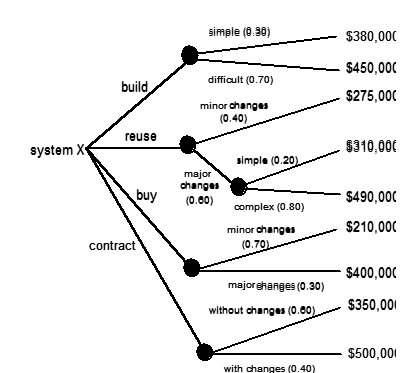 simple (0.30)
$380,000
build
difficult (0.70)
$450,000
minor changes
(0.40)
$275,000
reuse
system X
simple (0.20)
$310,000
major
changes
(0.60)
complex (0.80)
$490,000
buy
minor changes
(0.70)
$210,000
contract
major changes (0.30)
$400,000
without changes (0.60)
$350,000
with changes (0.40)
$500,000